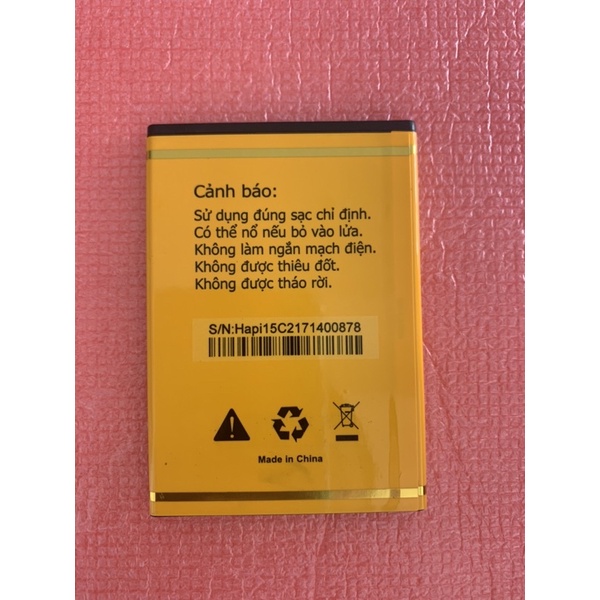 Cảnh báo:
Sử dụng đúng sạc chỉ định.
Có thể nổ nếu bỏ vào lửa.
Không làm ngắn mạch điện.
Không được thiêu đốt.
Không được tháo rời.
S/N:Hapi15C2171400878
Made in China